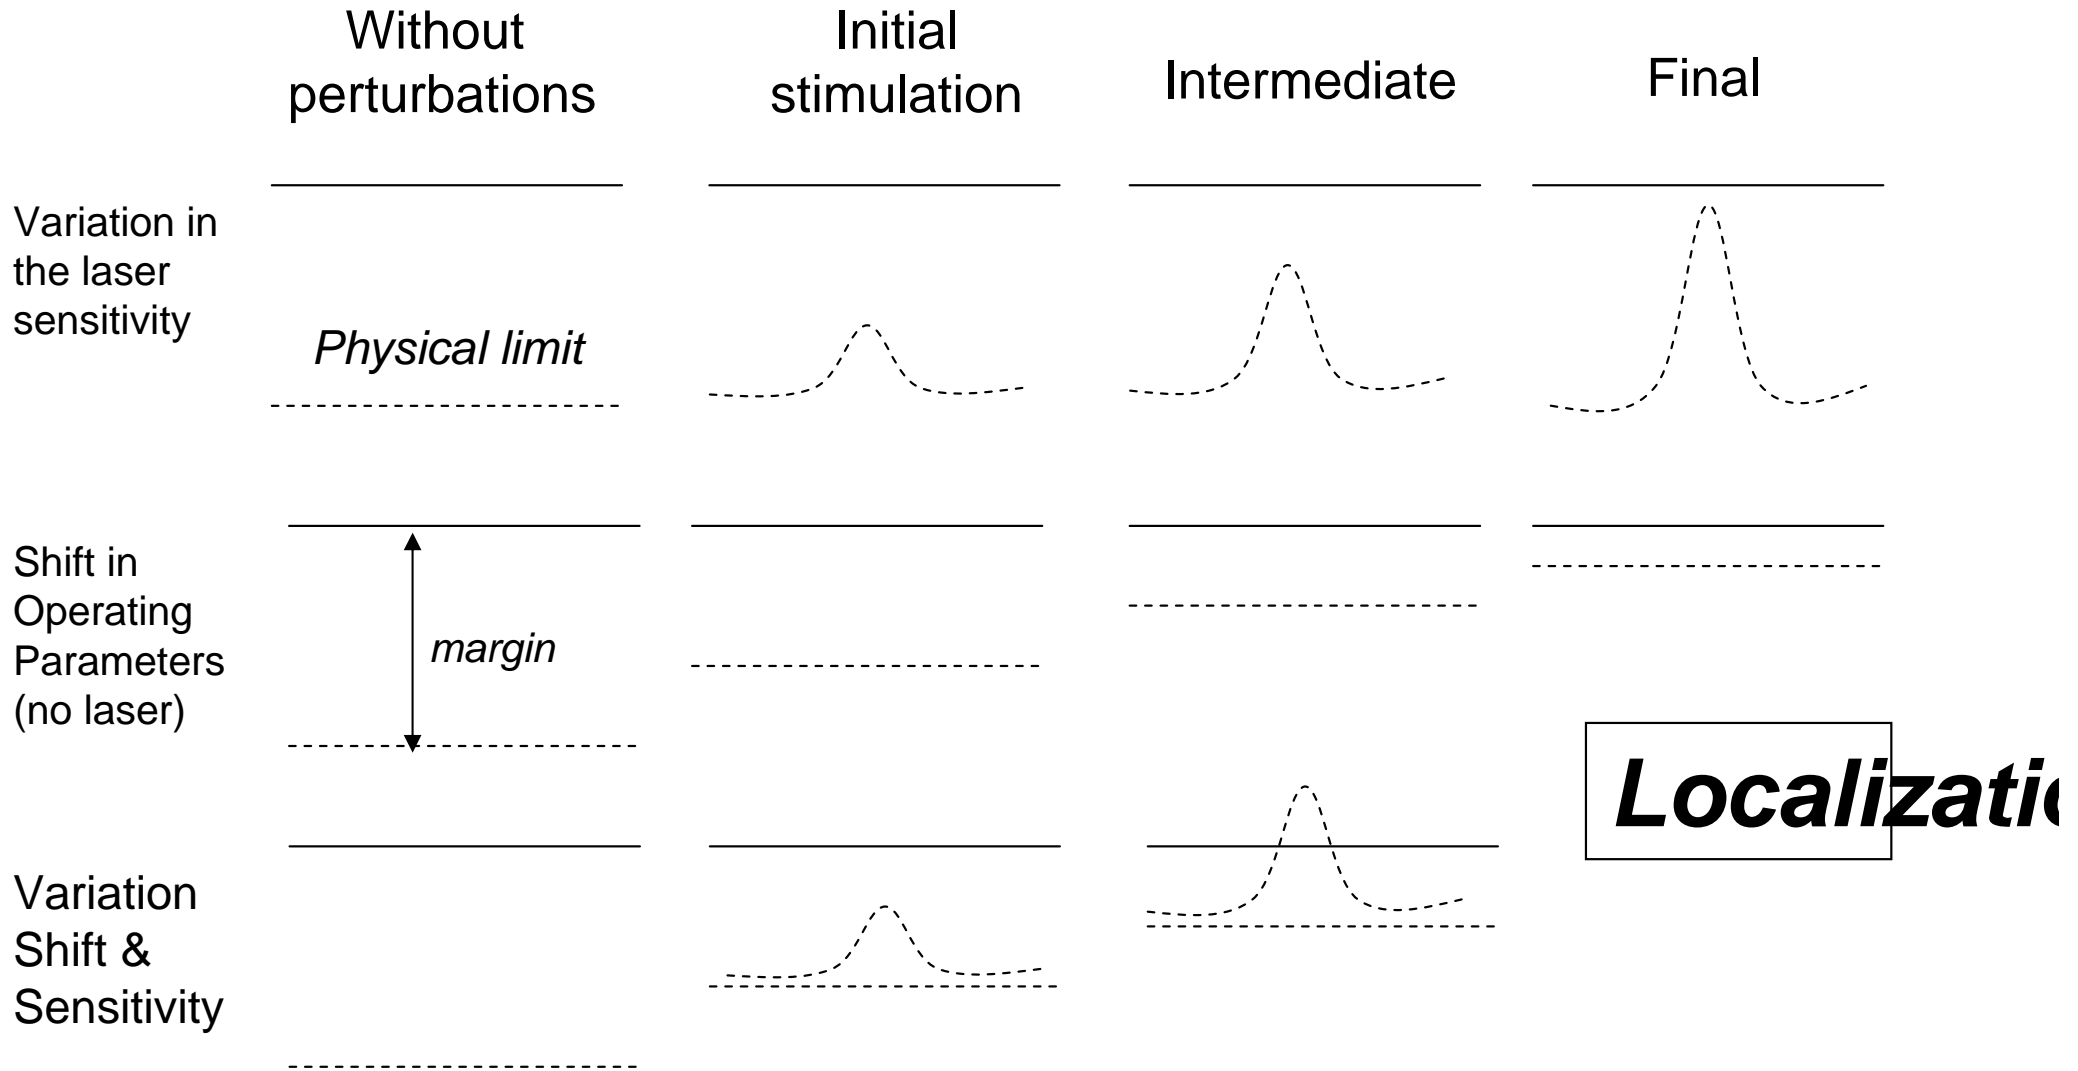 Without
perturbations
Initial
stimulation
Intermediate
Final
Variation in
the laser
sensitivity
Physical limit
Shift in
Operating
Parameters
(no laser)
margin
Localizatio
Variation
Shift &
Sensitivity